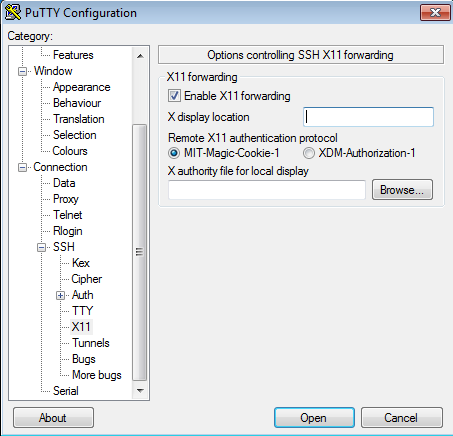 PuTTY Configuration
Category:
Features
Window
Appearance
Behaviour
Translation
Selection
Colours
Connection
Data
Proxy
Telnet
Rlogin
SSH
Kex
Cipher
Auth
TTY
X11
Tunnels
Bugs
More bugs
Serial
Options controlling SSH X11 forwarding
X11 forwarding
Enable X11 forwarding
X display location
Remote X11 authentication protocol
MIT-Magic-Cookie-1 XDM-Authorization-1
X authority file for local display
Browse...
About Open Cancel